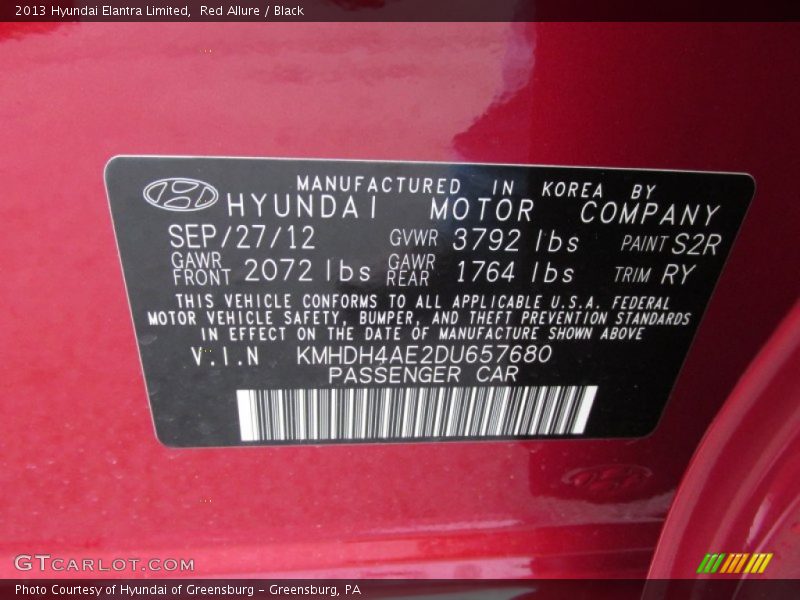 2013 Hyundai Elantra Limited, Red Allure / Black
MANUFACTURED IN KOREA BY
HYUNDAI MOTOR COMPANY
SEP/27/12 GVWR 3792 lbs PAINT S2R
GAWR FRONT 2072 lbs GAWR REAR 1764 lbs TRIM RY
THIS VEHICLE CONFORMS TO ALL APPLICABLE U.S.A. FEDERAL
MOTOR VEHICLE SAFETY, BUMPER, AND THEFT PREVENTION STANDARDS
IN EFFECT ON THE DATE OF MANUFACTURE SHOWN ABOVE
V.I.N KMHDH4AE2DU657680
PASSENGER CAR
GTCARLOT.COM
Photo Courtesy of Hyundai of Greensburg - Greensburg, PA